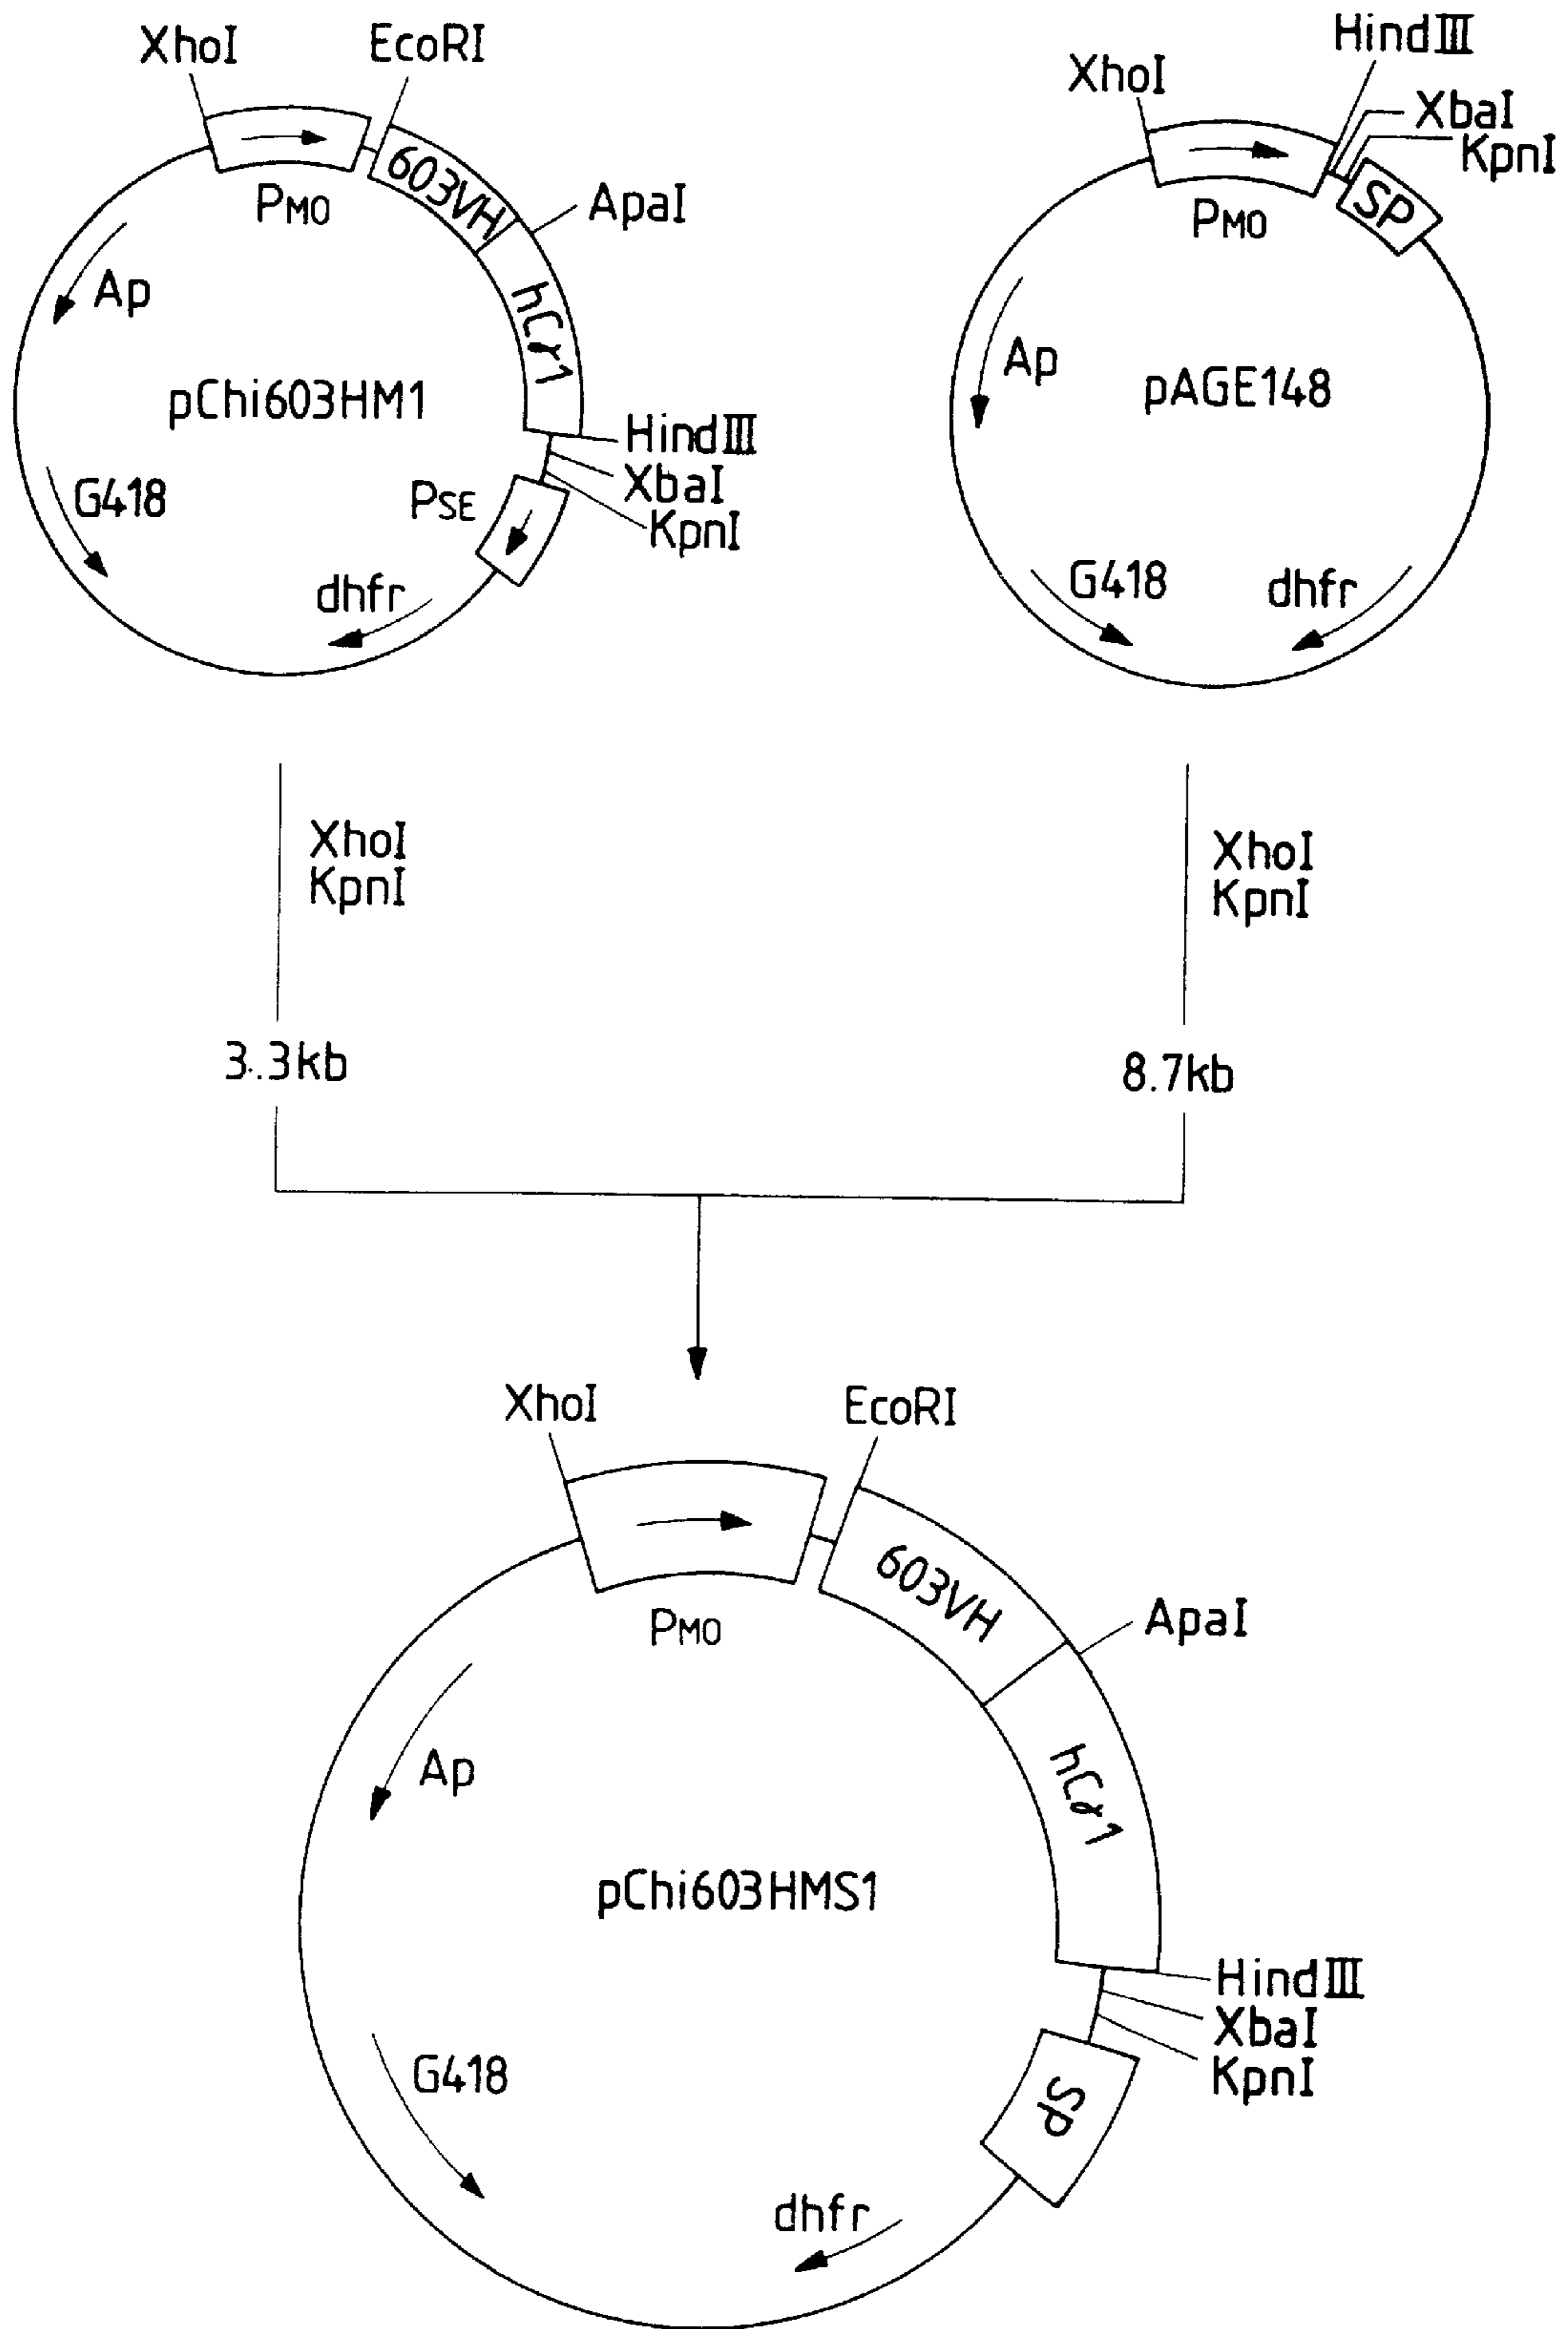 XhoI
EcoRI
PMO
603VH
ApaI
hCγ1
Ap
pChi603HM1
HindIII
XbaI
KpnI
G418
PSE
dhfr
XhoI
HindIII
XbaI
KpnI
PMO
SP
Ap
pAGE148
G418
dhfr
XhoI
KpnI
XhoI
KpnI
3.3kb
8.7kb
XhoI
EcoRI
PMO
603VH
ApaI
hCγ1
Ap
pChi603HMS1
HindIII
XbaI
KpnI
G418
SP
dhfr